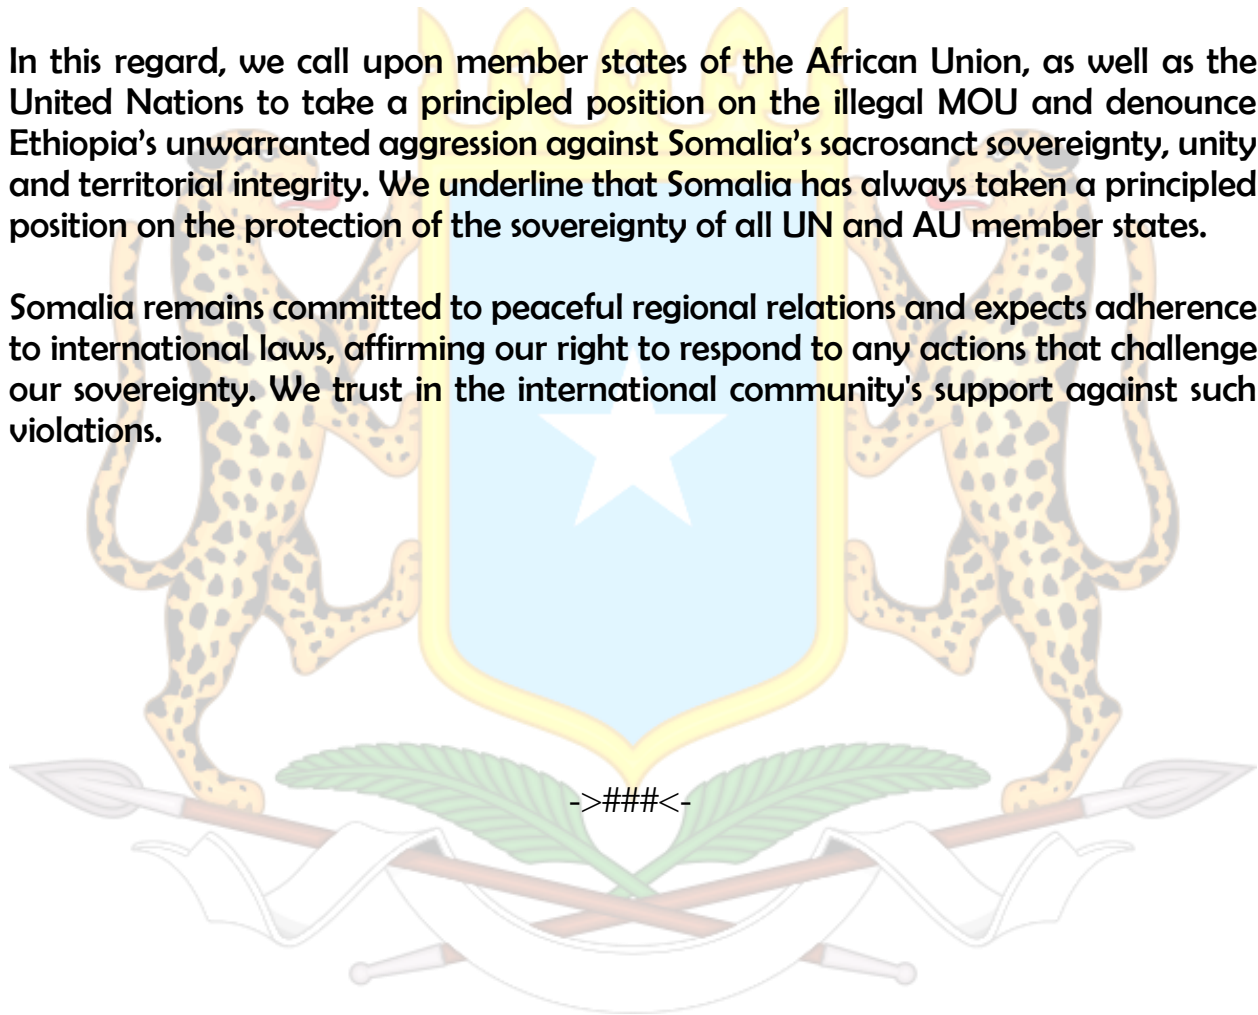 In this regard, we call upon member states of the African Union, as well as the
United Nations to take a principled position on the illegal MOU and denounce
Ethiopia’s unwarranted aggression against Somalia’s sacrosanct sovereignty, unity
and territorial integrity. We underline that Somalia has always taken a principled
position on the protection of the sovereignty of all UN and AU member states.
Somalia remains committed to peaceful regional relations and expects adherence
to international laws, affirming our right to respond to any actions that challenge
our sovereignty. We trust in the international community's support against such
violations.
->###<-